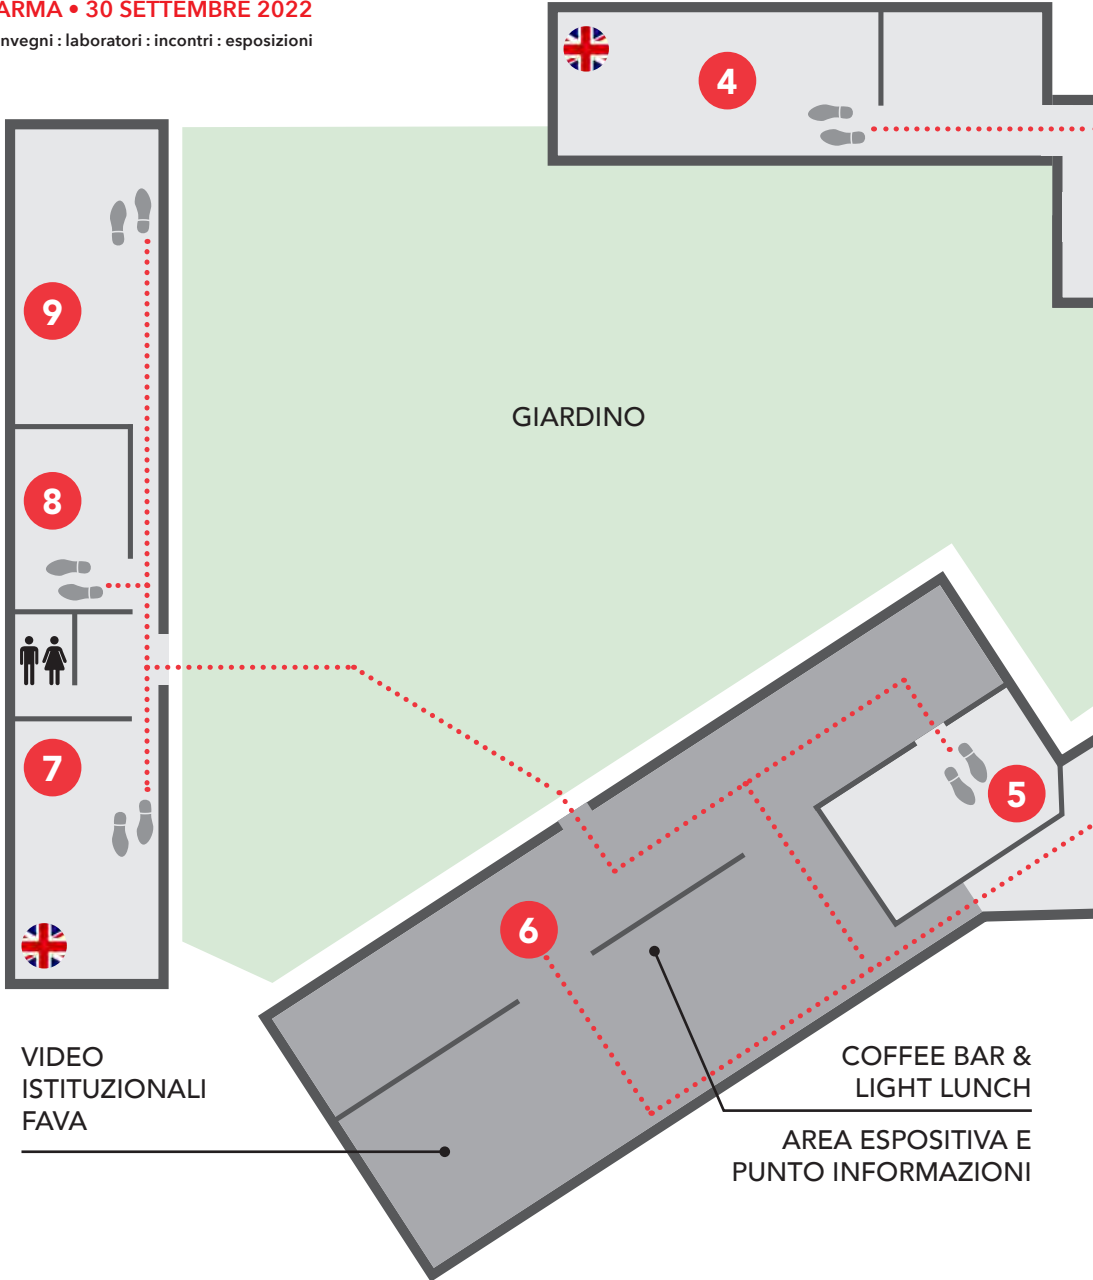 ARMA • 30 SETTEMBRE 2022
nvegni : laboratori : incontri : esposizioni
4
9
GIARDINO
8
7
5
6
VIDEO
ISTITUZIONALI
FAVA
COFFEE BAR &
LIGHT LUNCH
AREA ESPOSITIVA E
PUNTO INFORMAZIONI